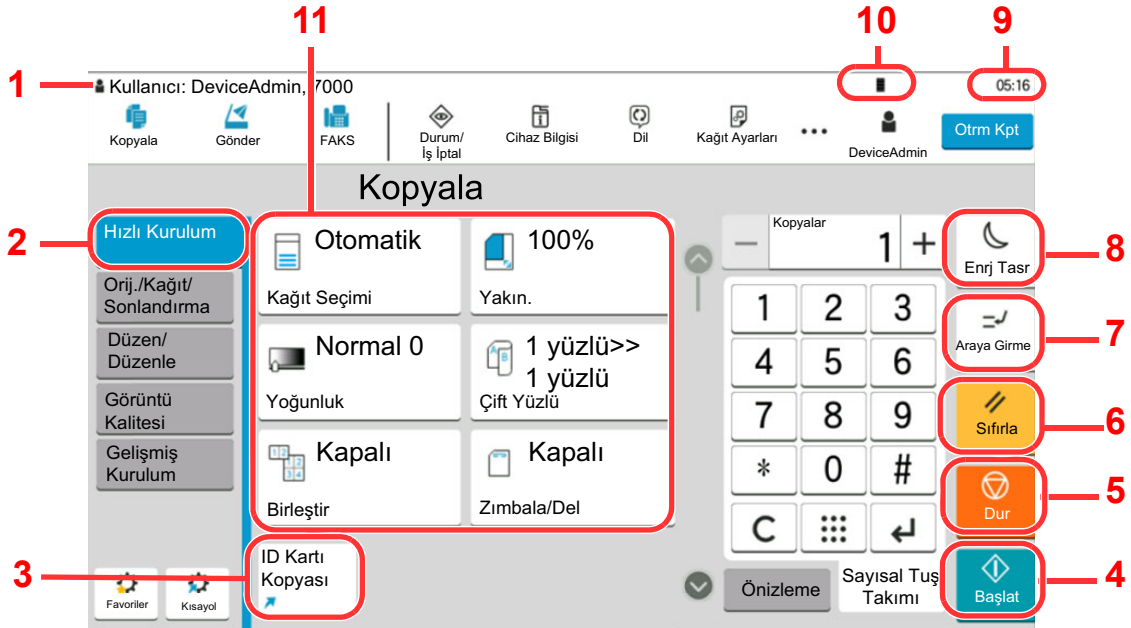 11
10
9
1
Kullanıcı: DeviceAdmin, 7000
05:16
Kopyala
Gönder
FAKS
Durum/
İş İptal
Cihaz Bilgisi
Dil
Kağıt Ayarları
DeviceAdmin
Otrm Kpt
Kopyala
2
Hızlı Kurulum
Orij./Kağıt/
Sonlandırma
Düzen/
Düzenle
Görüntü
Kalitesi
Gelişmiş
Kurulum
Otomatik
Kağıt Seçimi
100%
Yakın.
Normal 0
Yoğunluk
1 yüzlü>>
1 yüzlü
Çift Yüzlü
Kapalı
Birleştir
Kapalı
Zımbala/Del
3
ID Kartı
Kopyası
Favoriler
Kısayol
Kopyalar
− 1 +
1 2 3
4 5 6
7 8 9
* 0 #
C
Önizleme
Sayısal Tuş
Takımı
Enrj Tasr
8
Araya Girme
7
Sıfırla
6
Dur
5
Başlat
4